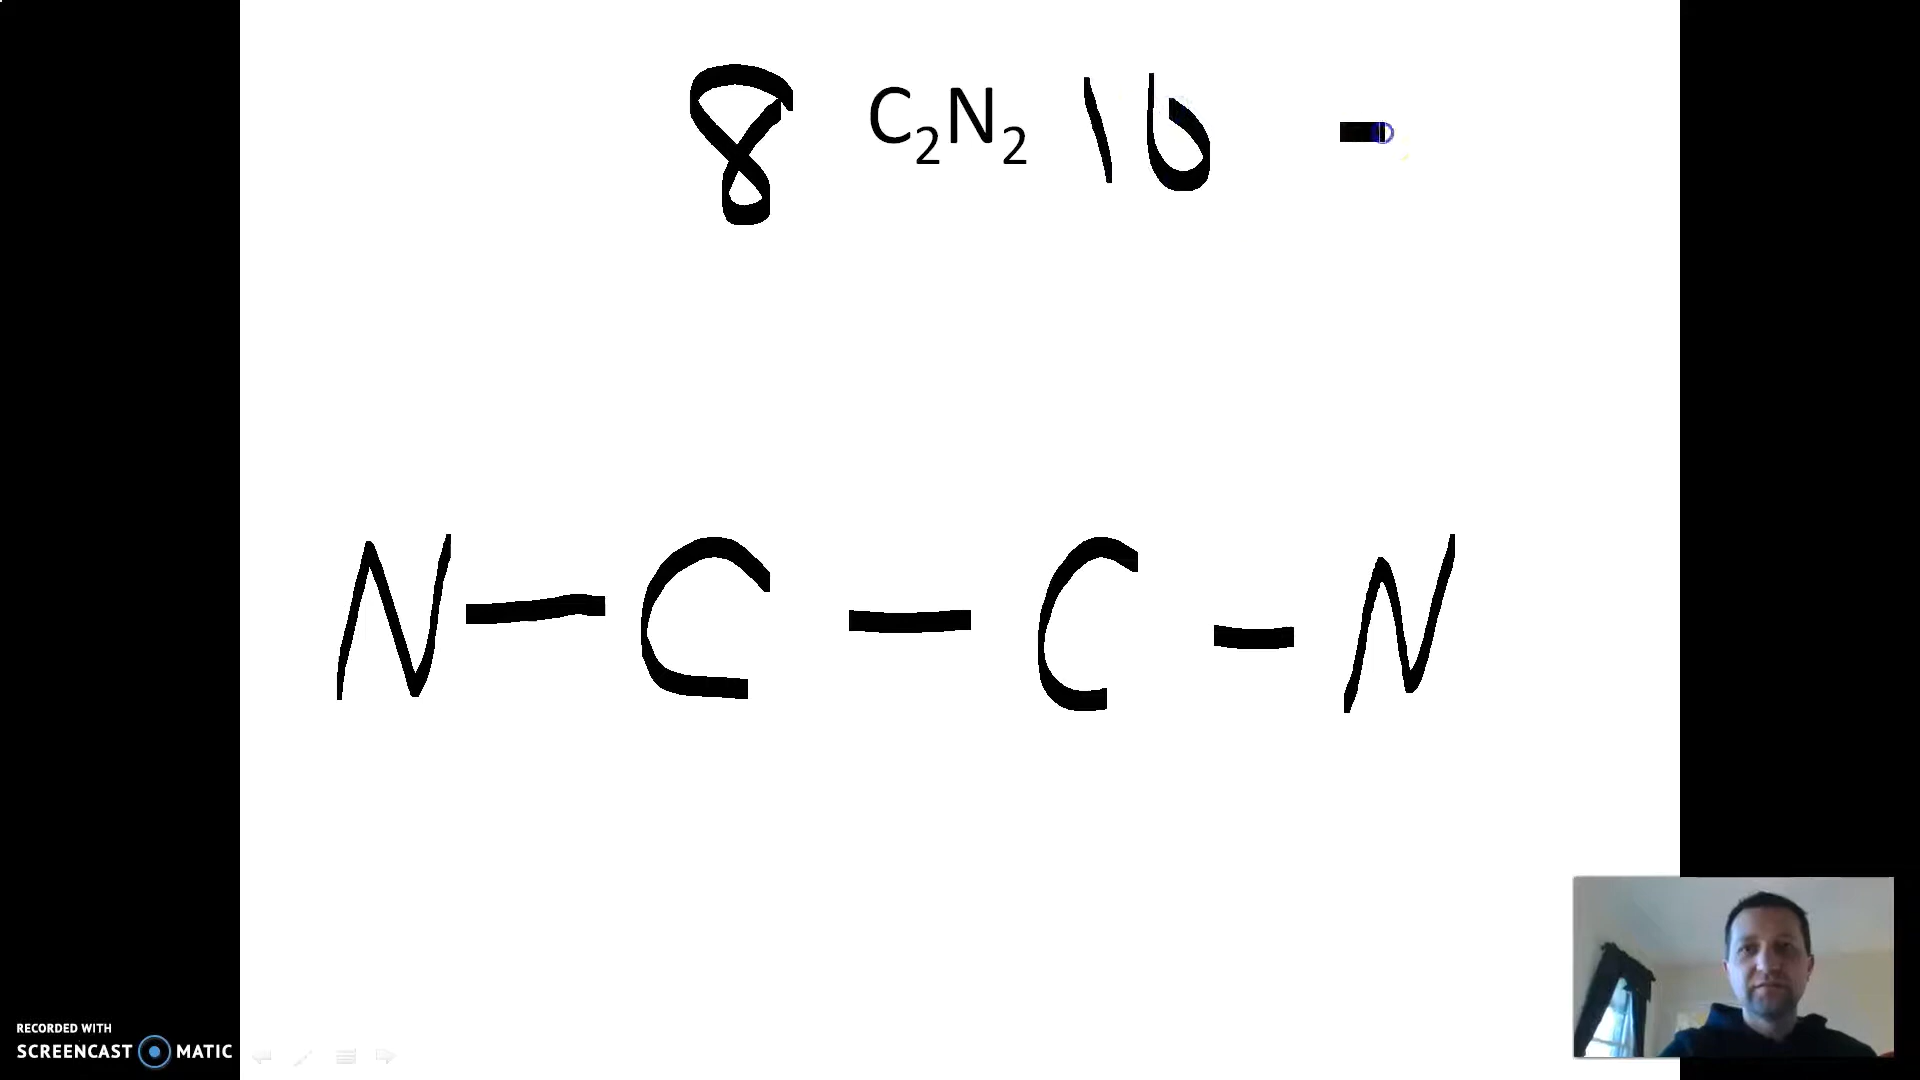 8 C₂N₂ 16 -
N - C - C - N
RECORDED WITH
SCREENCAST MATIC